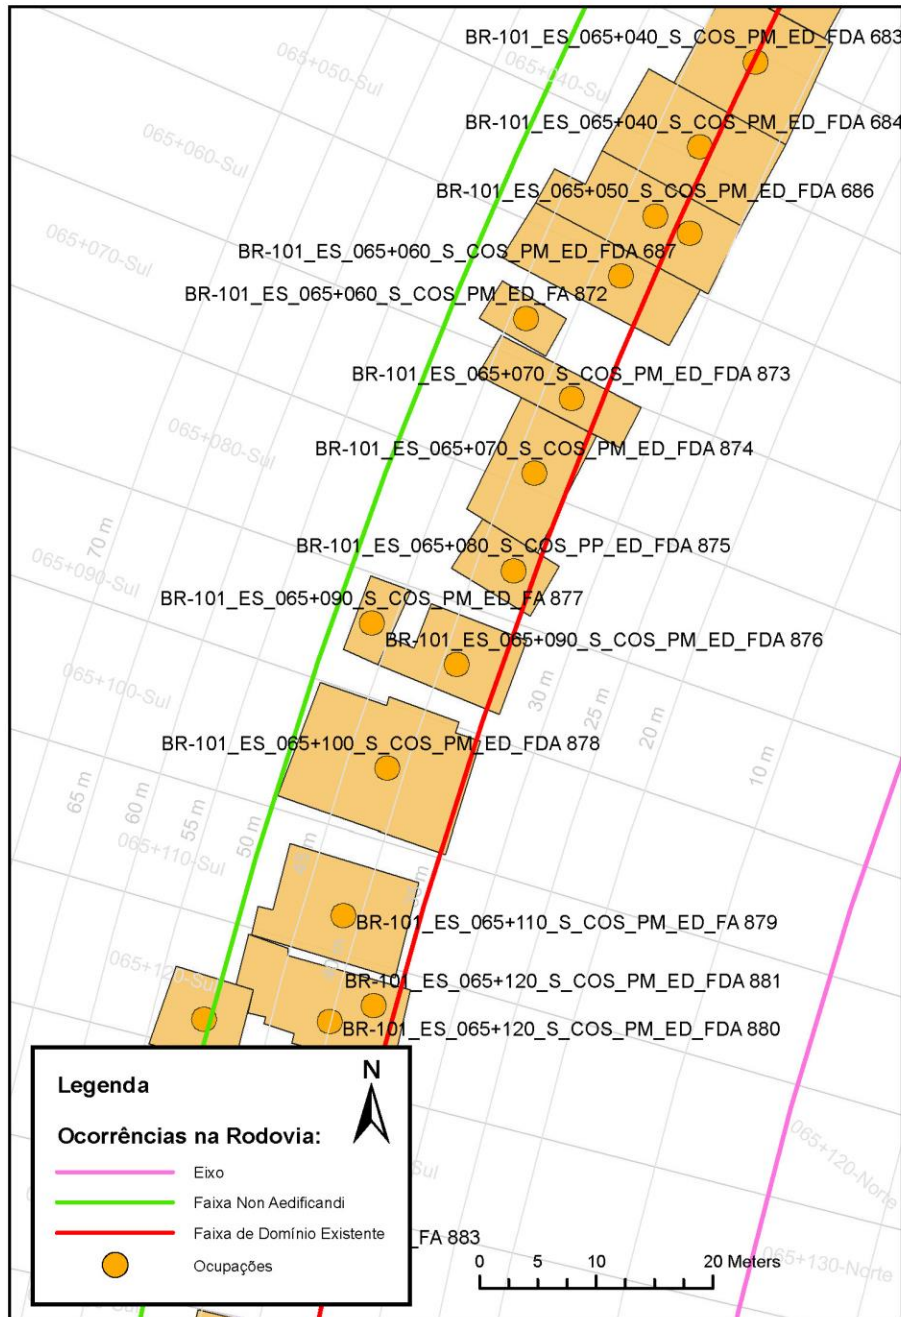 BR-101_ES_065+040_S_COS_PM_ED_FDA 683
065+050-Sul
065+040-Sul
BR-101_ES_065+040_S_COS_PM_ED_FDA 684
065+060-Sul
BR-101_ES_065+050_S_COS_PM_ED_FDA 686
065+070-Sul
BR-101_ES_065+060_S_COS_PM_ED_FDA 687
BR-101_ES_065+060_S_COS_PM_ED_FA 872
BR-101_ES_065+070_S_COS_PM_ED_FDA 873
065+080-Sul
BR-101_ES_065+070_S_COS_PM_ED_FDA 874
70 m
BR-101_ES_065+080_S_COS_PP_ED_FDA 875
065+090-Sul
BR-101_ES_065+090_S_COS_PM_ED_FA 877
BR-101_ES_065+090_S_COS_PM_ED_FDA 876
065+100-Sul
30 m
25 m
20 m
BR-101_ES_065+100_S_COS_PM_ED_FDA 878
10 m
65 m
60 m
55 m
50 m
065+110-Sul
BR-101_ES_065+110_S_COS_PM_ED_FA 879
065+120-Sul
BR-101_ES_065+120_S_COS_PM_ED_FDA 881
BR-101_ES_065+120_S_COS_PM_ED_FDA 880
N
Legenda
Ocorrências na Rodovia:
Eixo
Faixa Non Aedificandi
Faixa de Domínio Existente
Ocupações
065+120-Norte
FA 883
0 5 10 20 Meters
065+130-Norte